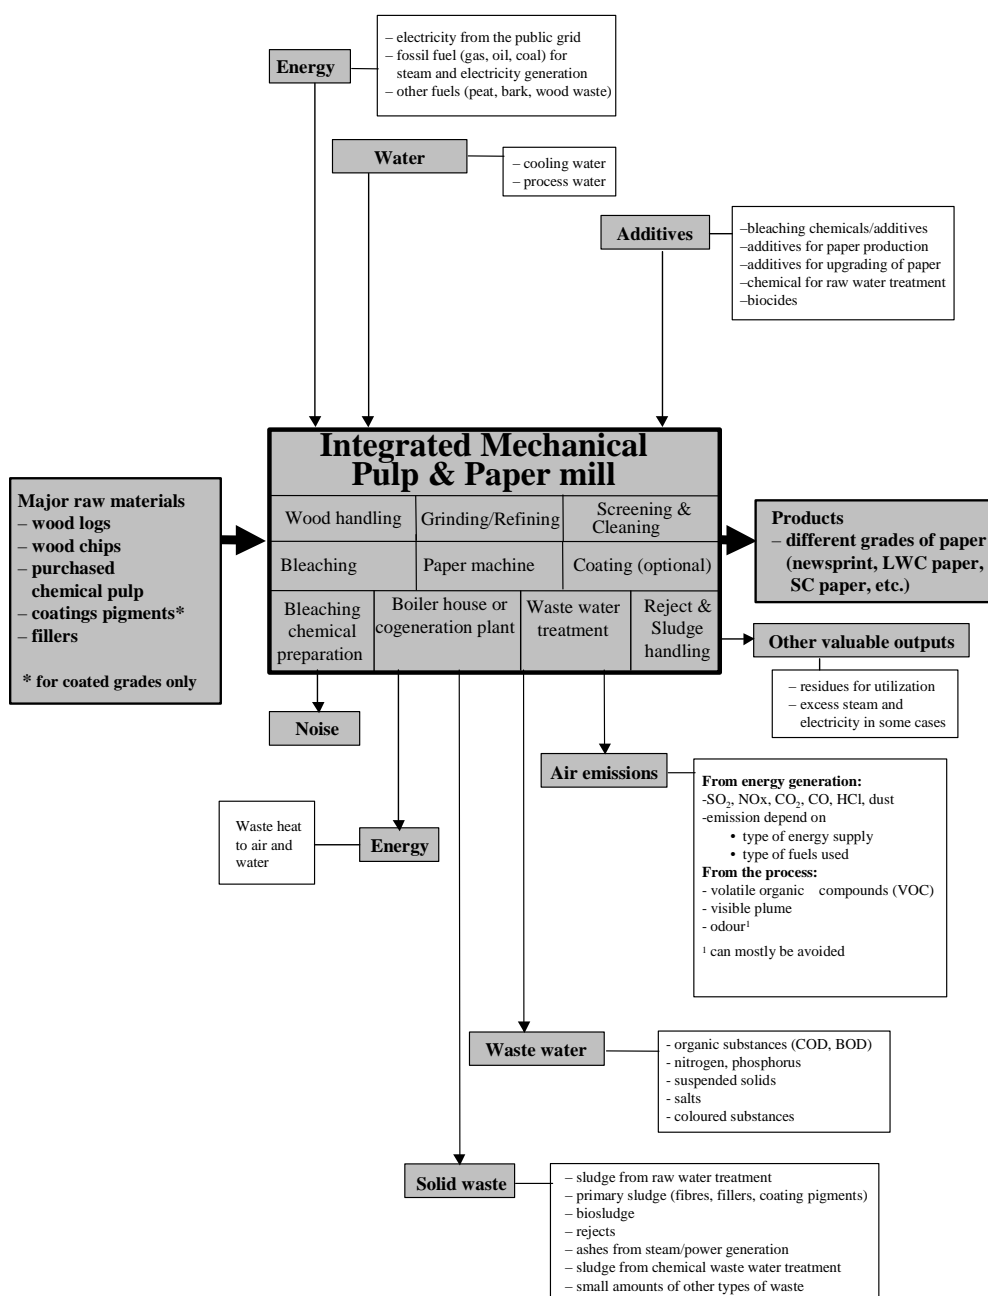 Energy
– electricity from the public grid
– fossil fuel (gas, oil, coal) for
steam and electricity generation
– other fuels (peat, bark, wood waste)
Water
– cooling water
– process water
Additives
–bleaching chemicals/additives
–additives for paper production
–additives for upgrading of paper
–chemical for raw water treatment
–biocides
Integrated Mechanical
Pulp & Paper mill
Wood handling
Grinding/Refining
Screening &
Cleaning
Bleaching
Paper machine
Coating (optional)
Bleaching
chemical
preparation
Boiler house or
cogeneration plant
Waste water
treatment
Reject &
Sludge
handling
Major raw materials
– wood logs
– wood chips
– purchased
chemical pulp
– coatings pigments*
– fillers
* for coated grades only
Products
– different grades of paper
(newsprint, LWC paper,
SC paper, etc.)
Other valuable outputs
– residues for utilization
– excess steam and
electricity in some cases
Noise
Air emissions
From energy generation:
-SO₂, NOx, CO₂, CO, HCl, dust
-emission depend on
• type of energy supply
• type of fuels used
From the process:
- volatile organic compounds (VOC)
- visible plume
- odour¹
¹ can mostly be avoided
Waste heat
to air and
water
Energy
Waste water
- organic substances (COD, BOD)
- nitrogen, phosphorus
- suspended solids
- salts
- coloured substances
Solid waste
– sludge from raw water treatment
– primary sludge (fibres, fillers, coating pigments)
– biosludge
– rejects
– ashes from steam/power generation
– sludge from chemical waste water treatment
– small amounts of other types of waste